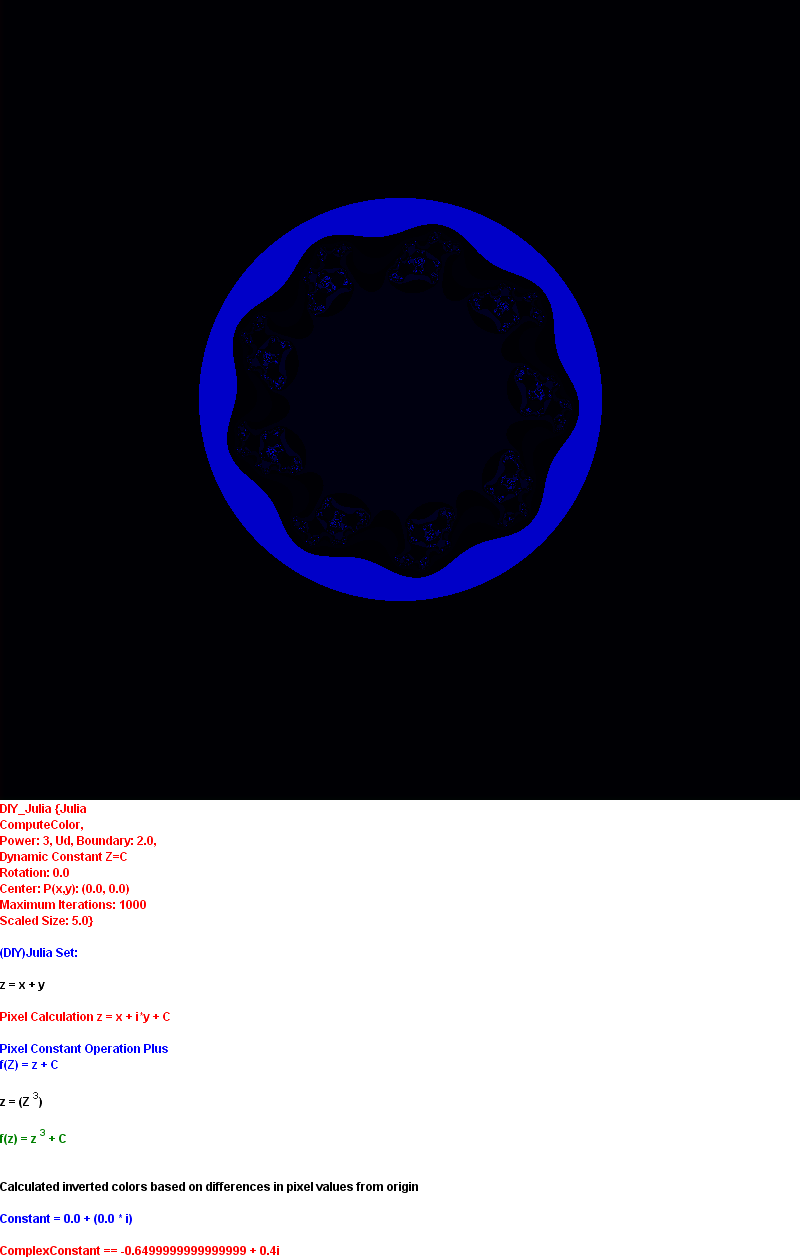 DIY_Julia {Julia
ComputeColor,
Power: 3, Ud, Boundary: 2.0,
Dynamic Constant Z=C
Rotation: 0.0
Center: P(x,y): (0.0, 0.0)
Maximum Iterations: 1000
Scaled Size: 5.0}
(DIY)Julia Set:
z = x + y
Pixel Calculation z = x + i*y + C
Pixel Constant Operation Plus
f(Z) = z + C
z = (Z ³)
f(z) = z ³ + C
Calculated inverted colors based on differences in pixel values from origin
Constant = 0.0 + (0.0 * i)
ComplexConstant == -0.6499999999999999 + 0.4i